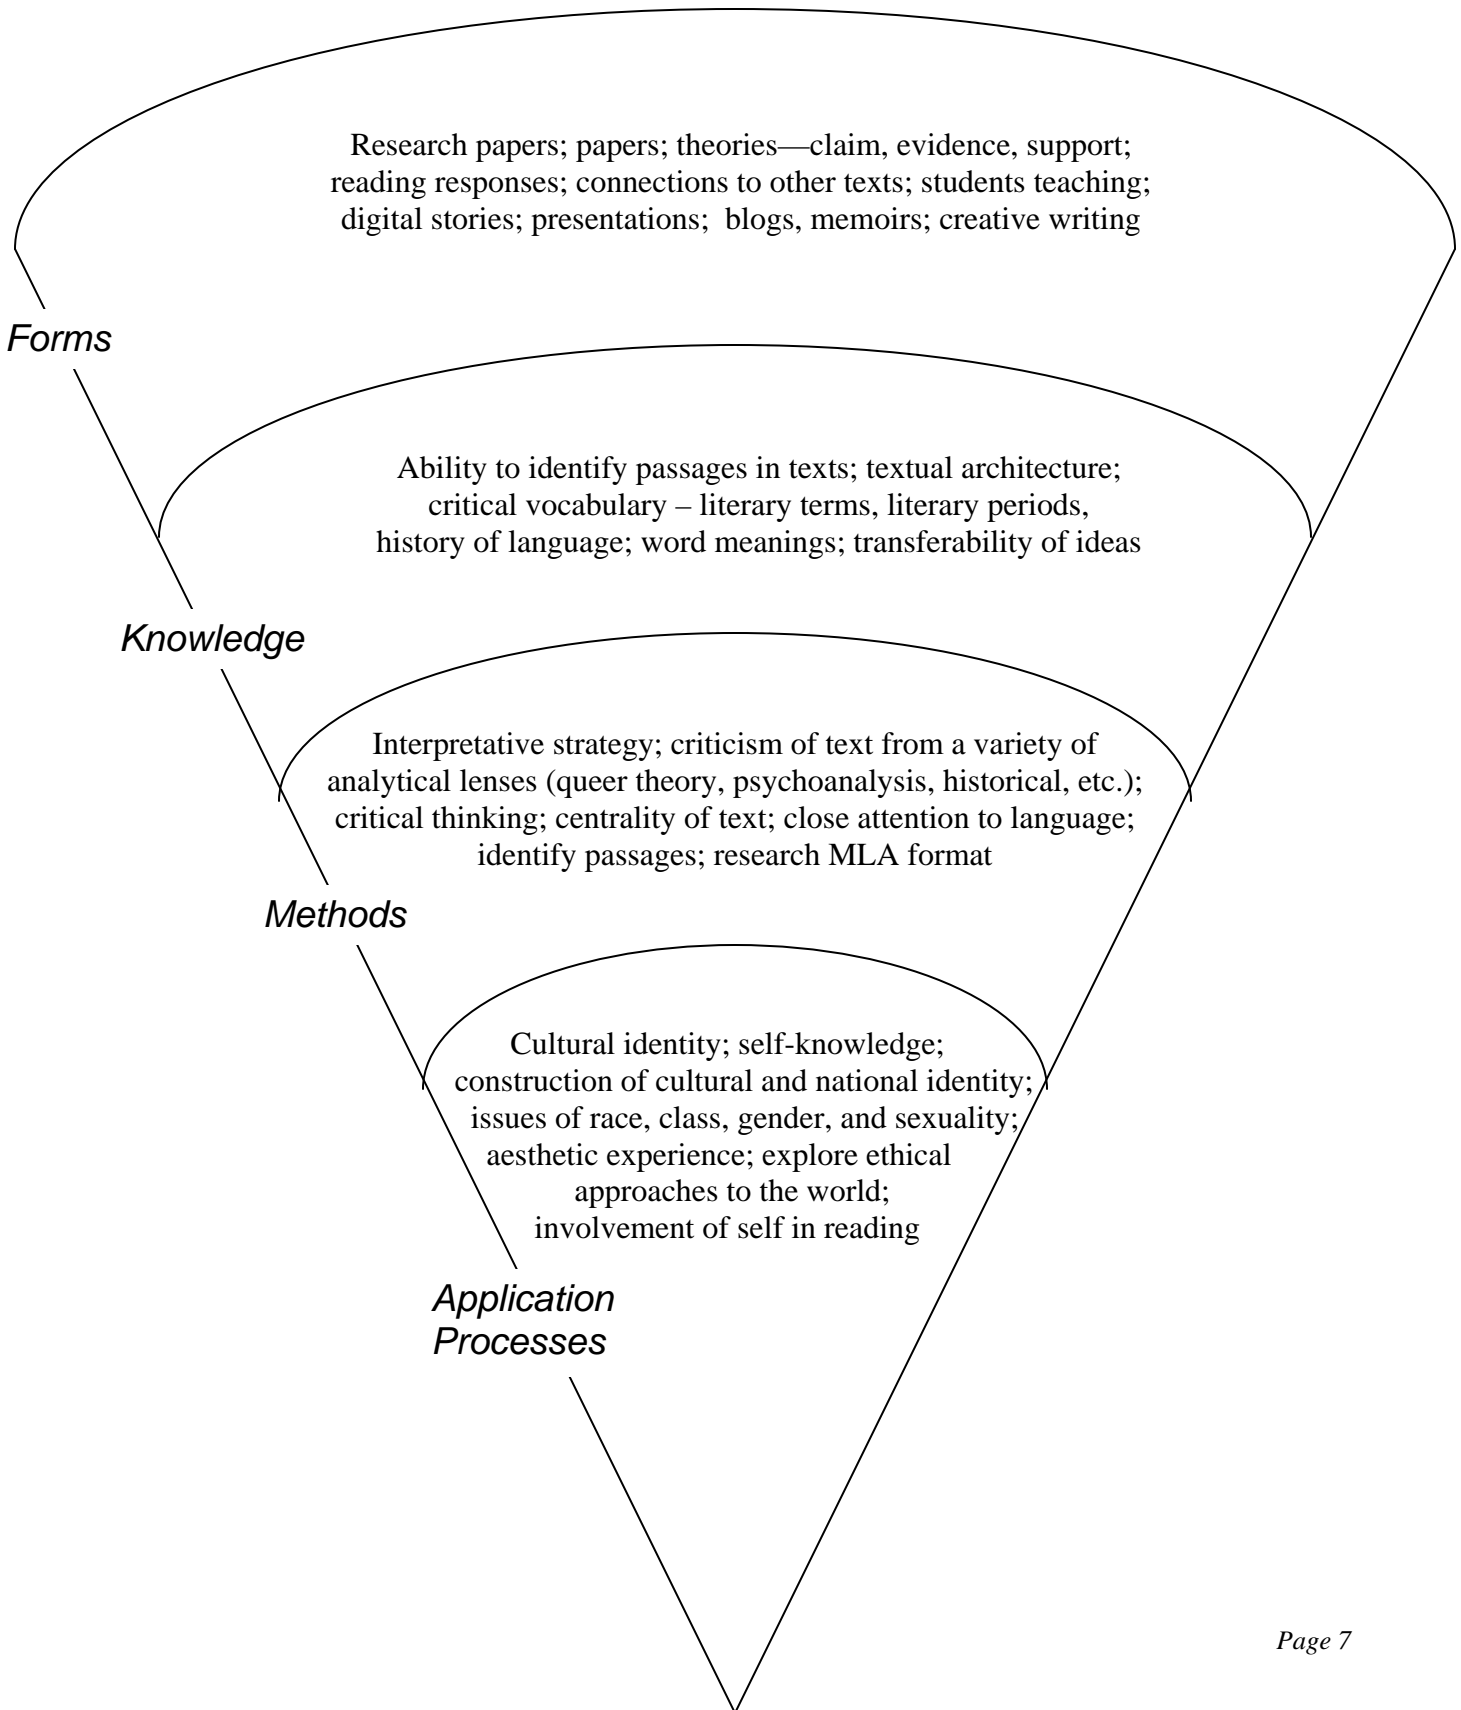 Research papers; papers; theories—claim, evidence, support;
reading responses; connections to other texts; students teaching;
digital stories; presentations;  blogs, memoirs; creative writing
Forms
Ability to identify passages in texts; textual architecture;
critical vocabulary – literary terms, literary periods,
history of language; word meanings; transferability of ideas
Knowledge
Interpretative strategy; criticism of text from a variety of
analytical lenses (queer theory, psychoanalysis, historical, etc.);
critical thinking; centrality of text; close attention to language;
identify passages; research MLA format
Methods
Cultural identity; self-knowledge;
construction of cultural and national identity;
issues of race, class, gender, and sexuality;
aesthetic experience; explore ethical
approaches to the world;
involvement of self in reading
Application
Processes
Page 7